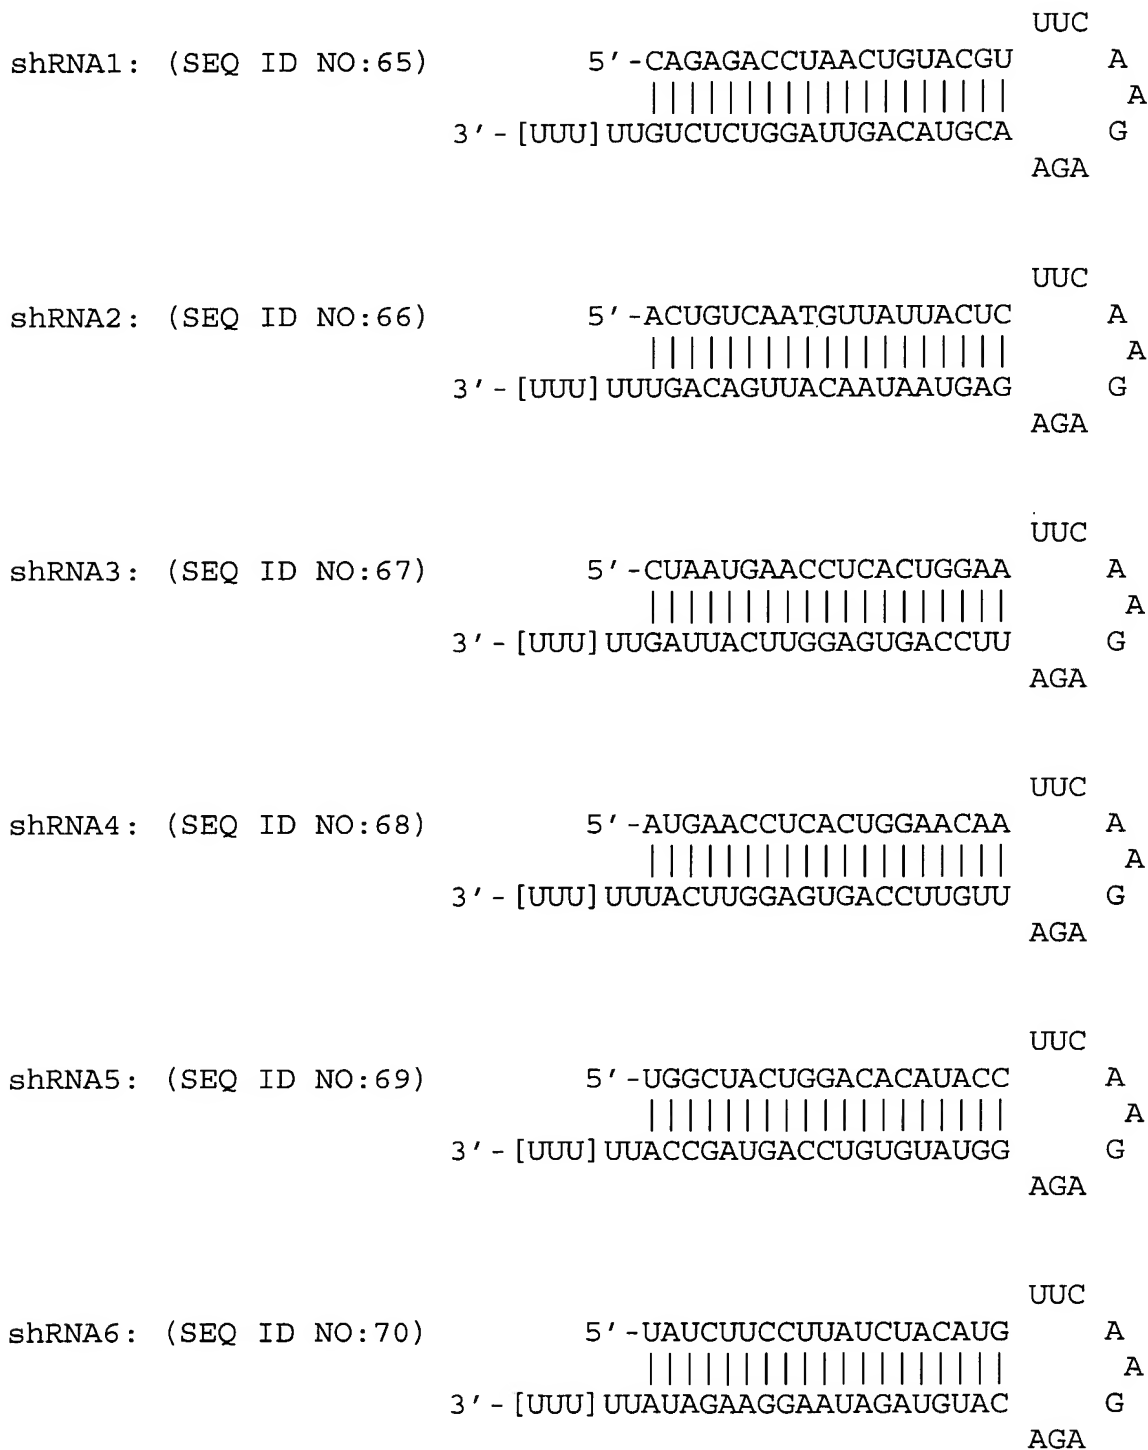 UUC
shRNA1: (SEQ ID NO:65) 5'-CAGAGACCUAACUGUACGU A
A
3'-[UUU]UUGUCUCUGGAUUGACAUGCA G
AGA
UUC
shRNA2: (SEQ ID NO:66) 5'-ACUGUCAATGUUAUUACUC A
A
3'-[UUU]UUUGACAGUUACAAUAAUGAG G
AGA
UUC
shRNA3: (SEQ ID NO:67) 5'-CUAAUGAACCUCACUGGAA A
A
3'-[UUU]UUGAUUACUUGGAGUGACCUU G
AGA
UUC
shRNA4: (SEQ ID NO:68) 5'-AUGAACCUCACUGGAACAA A
A
3'-[UUU]UUUACUUGGAGUGACCUUGUU G
AGA
UUC
shRNA5: (SEQ ID NO:69) 5'-UGGCUACUGGACACAUACC A
A
3'-[UUU]UUACCGAUGACCUGUGUAUGG G
AGA
UUC
shRNA6: (SEQ ID NO:70) 5'-UAUCUUCCUUAUCUACAUG A
A
3'-[UUU]UUAUAGAAGGAAUAGAUGUAC G
AGA